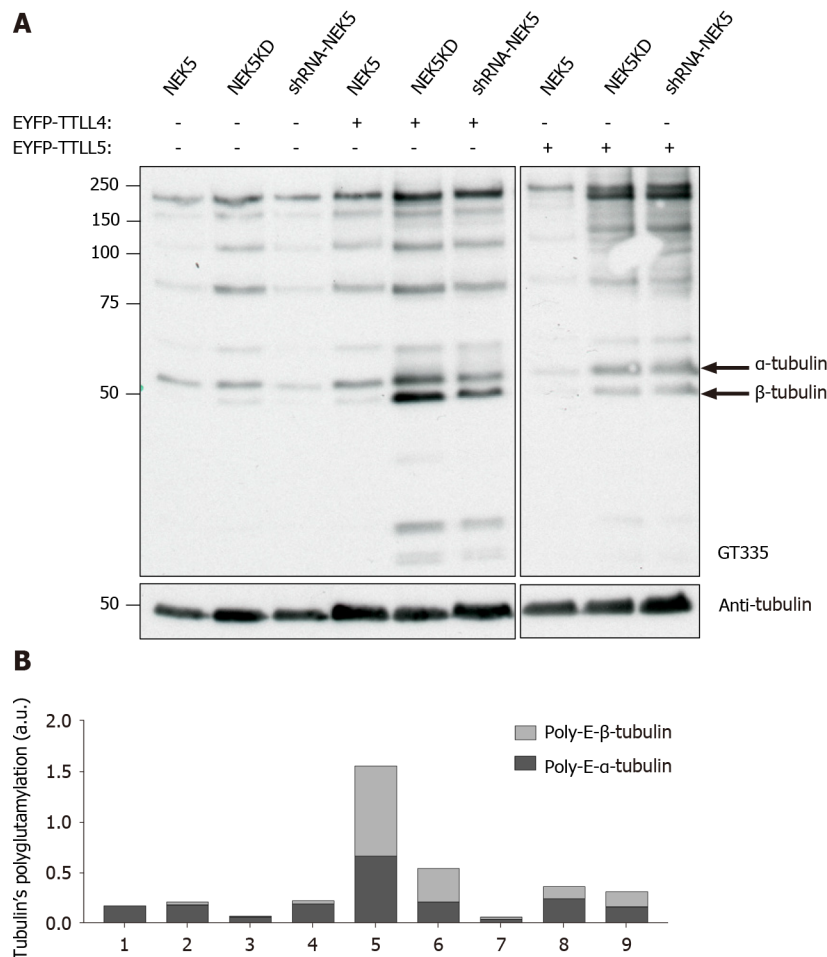 A
NEK5 NEK5KD shRNA-NEK5 NEK5 NEK5KD shRNA-NEK5 NEK5 NEK5KD shRNA-NEK5
EYFP-TTLL4: - - - + + + - - -
EYFP-TTLL5: - - - - - - + + +
250
150
100
75
α-tubulin
50
β-tubulin
GT335
50
Anti-tubulin
B
Tubulin's polyglutamylation (a.u.)
2.0
Poly-E-β-tubulin
Poly-E-α-tubulin
1.5
1.0
0.5
0.0
1 2 3 4 5 6 7 8 9